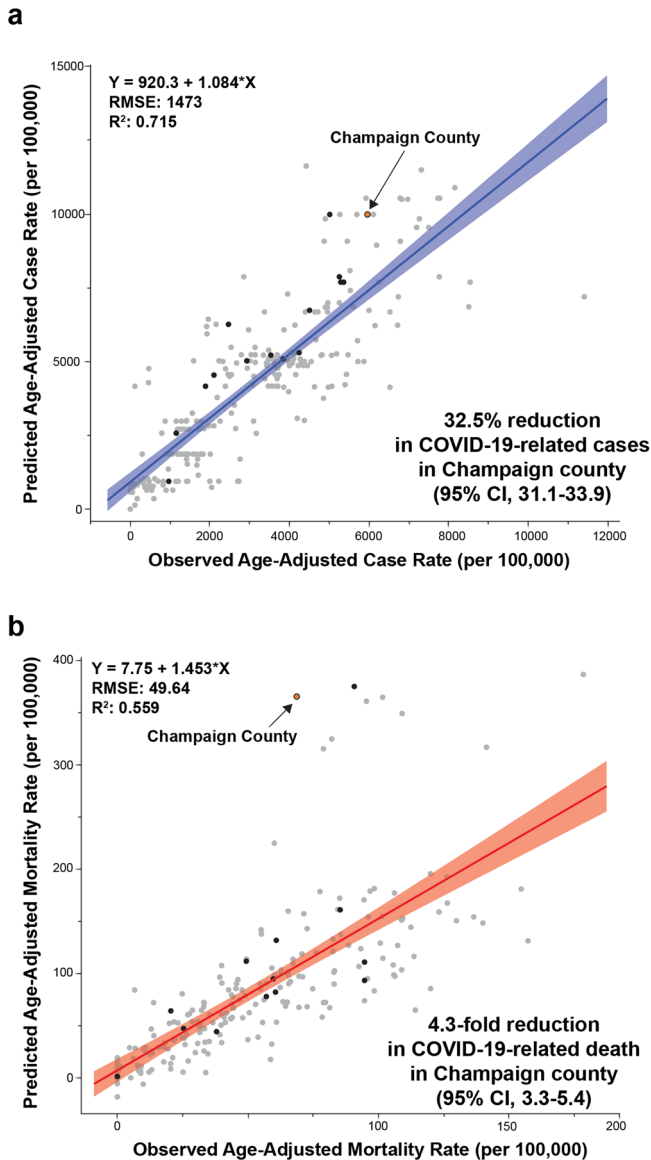 a
15000
10000
5000
0
Predicted Age-Adjusted Case Rate (per 100,000)
Y = 920.3 + 1.084*X
RMSE: 1473
R²: 0.715
Champaign County
32.5% reduction
in COVID-19-related cases
in Champaign county
(95% CI, 31.1-33.9)
0 2000 4000 6000 8000 10000 12000
Observed Age-Adjusted Case Rate (per 100,000)
b
400
300
200
100
0
Predicted Age-Adjusted Mortality Rate (per 100,000)
Y = 7.75 + 1.453*X
RMSE: 49.64
R²: 0.559
Champaign County
4.3-fold reduction
in COVID-19-related death
in Champaign county
(95% CI, 3.3-5.4)
0 100 150 200
Observed Age-Adjusted Mortality Rate (per 100,000)